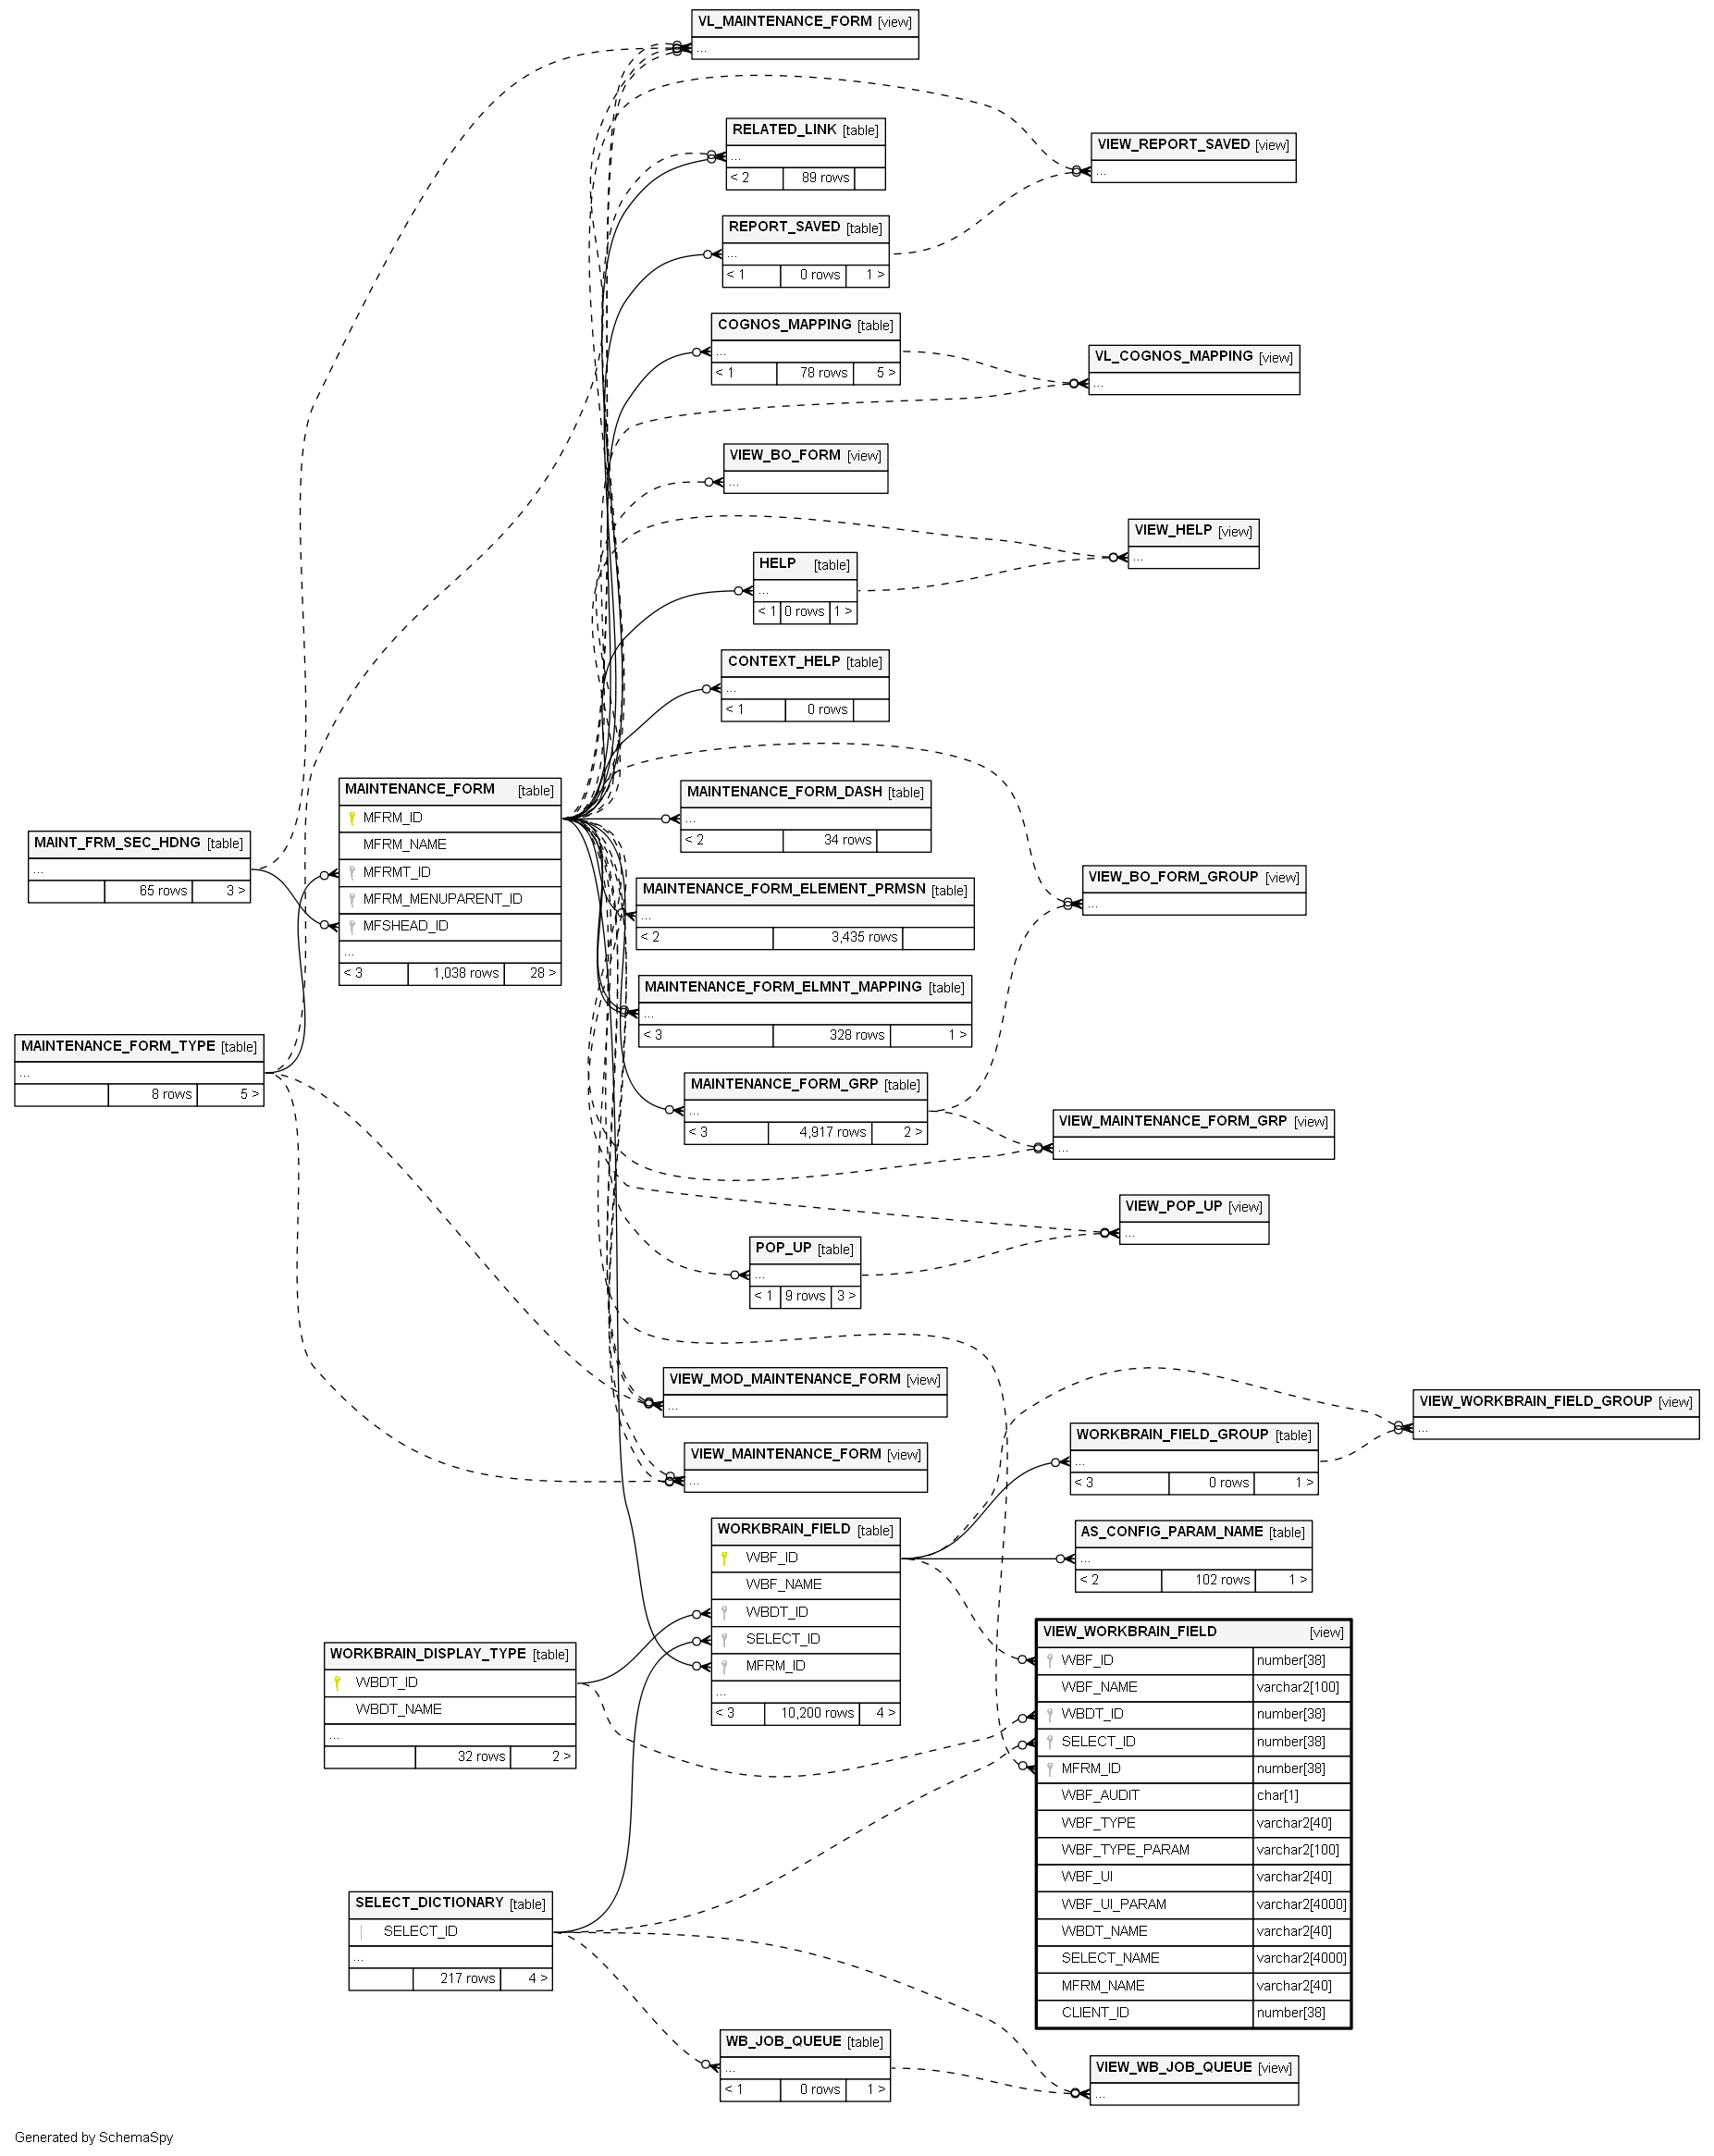 VL_MAINTENANCE_FORM [view]
...
RELATED_LINK [table]
...
< 2 89 rows
VIEW_REPORT_SAVED [view]
...
REPORT_SAVED [table]
...
< 1 0 rows 1 >
COGNOS_MAPPING [table]
...
< 1 78 rows 5 >
VL_COGNOS_MAPPING [view]
...
VIEW_BO_FORM [view]
...
VIEW_HELP [view]
...
HELP [table]
...
< 1 0 rows 1 >
CONTEXT_HELP [table]
...
< 1 0 rows
MAINTENANCE_FORM [table]
MFRM_ID
MFRM_NAME
MFRMT_ID
MFRM_MENUPARENT_ID
MFSHEAD_ID
...
< 3 1,038 rows 28 >
MAINTENANCE_FORM_DASH [table]
...
< 2 34 rows
MAINT_FRM_SEC_HDNG [table]
...
65 rows 3 >
VIEW_BO_FORM_GROUP [view]
...
MAINTENANCE_FORM_ELEMENT_PRMSN [table]
...
< 2 3,435 rows
MAINTENANCE_FORM_ELMNT_MAPPING [table]
...
< 3 328 rows 1 >
MAINTENANCE_FORM_TYPE [table]
...
8 rows 5 >
MAINTENANCE_FORM_GRP [table]
...
< 3 4,917 rows 2 >
VIEW_MAINTENANCE_FORM_GRP [view]
...
VIEW_POP_UP [view]
...
POP_UP [table]
...
< 1 9 rows 3 >
VIEW_MOD_MAINTENANCE_FORM [view]
...
VIEW_WORKBRAIN_FIELD_GROUP [view]
...
WORKBRAIN_FIELD_GROUP [table]
...
< 3 0 rows 1 >
VIEW_MAINTENANCE_FORM [view]
...
WORKBRAIN_FIELD [table]
WBF_ID
WBF_NAME
WBDT_ID
SELECT_ID
MFRM_ID
...
< 3 10,200 rows 4 >
AS_CONFIG_PARAM_NAME [table]
...
< 2 102 rows 1 >
VIEW_WORKBRAIN_FIELD [view]
WBF_ID number[38]
WBF_NAME varchar2[100]
WBDT_ID number[38]
SELECT_ID number[38]
MFRM_ID number[38]
WBF_AUDIT char[1]
WBF_TYPE varchar2[40]
WBF_TYPE_PARAM varchar2[100]
WBF_UI varchar2[40]
WBF_UI_PARAM varchar2[4000]
WBDT_NAME varchar2[40]
SELECT_NAME varchar2[4000]
MFRM_NAME varchar2[40]
CLIENT_ID number[38]
WORKBRAIN_DISPLAY_TYPE [table]
WBDT_ID
WBDT_NAME
...
32 rows 2 >
SELECT_DICTIONARY [table]
SELECT_ID
...
217 rows 4 >
WB_JOB_QUEUE [table]
...
< 1 0 rows 1 >
VIEW_WB_JOB_QUEUE [view]
...
Generated by SchemaSpy